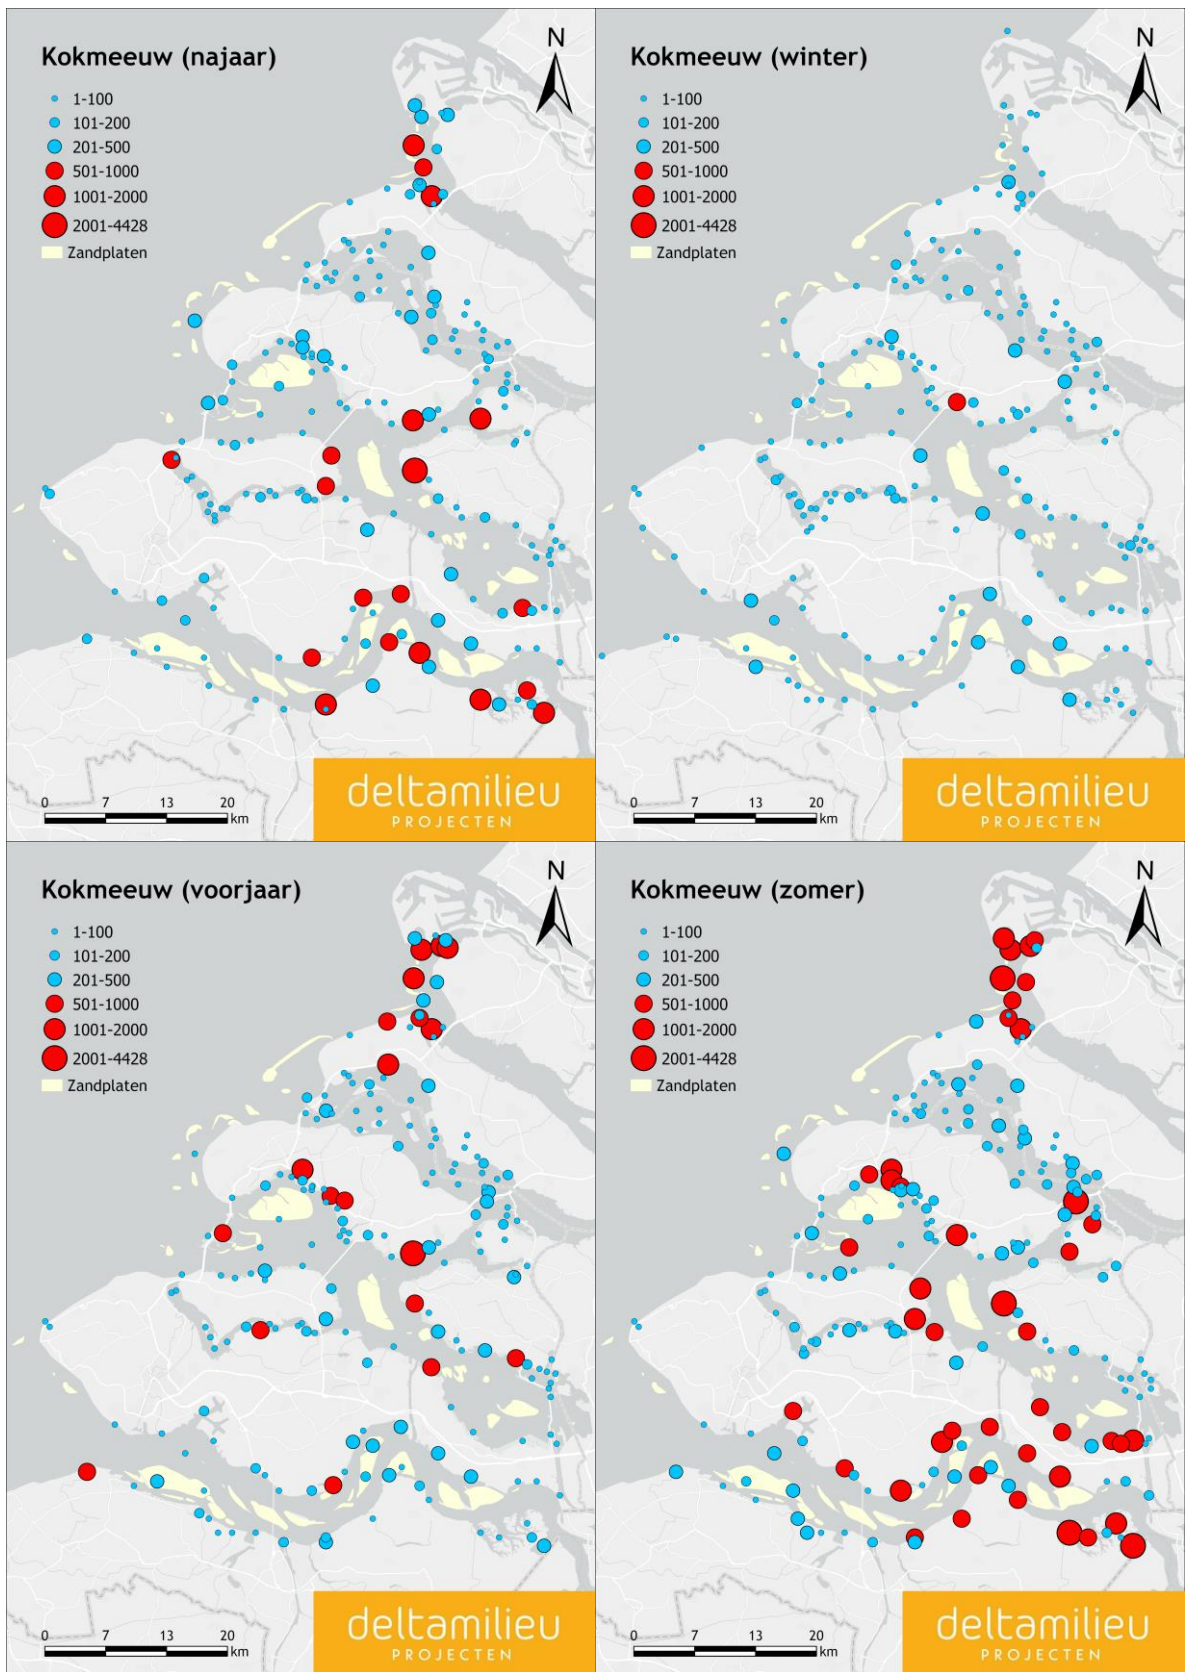 Kokmeeuw (najaar)
N
1-100
101-200
201-500
501-1000
1001-2000
2001-4428
Zandplaten
0 7 13 20
km
deltamilieu
PROJECTEN
Kokmeeuw (winter)
N
1-100
101-200
201-500
501-1000
1001-2000
2001-4428
Zandplaten
0 7 13 20
km
deltamilieu
PROJECTEN
Kokmeeuw (voorjaar)
N
1-100
101-200
201-500
501-1000
1001-2000
2001-4428
Zandplaten
0 7 13 20
km
deltamilieu
PROJECTEN
Kokmeeuw (zomer)
N
1-100
101-200
201-500
501-1000
1001-2000
2001-4428
Zandplaten
0 7 13 20
km
deltamilieu
PROJECTEN